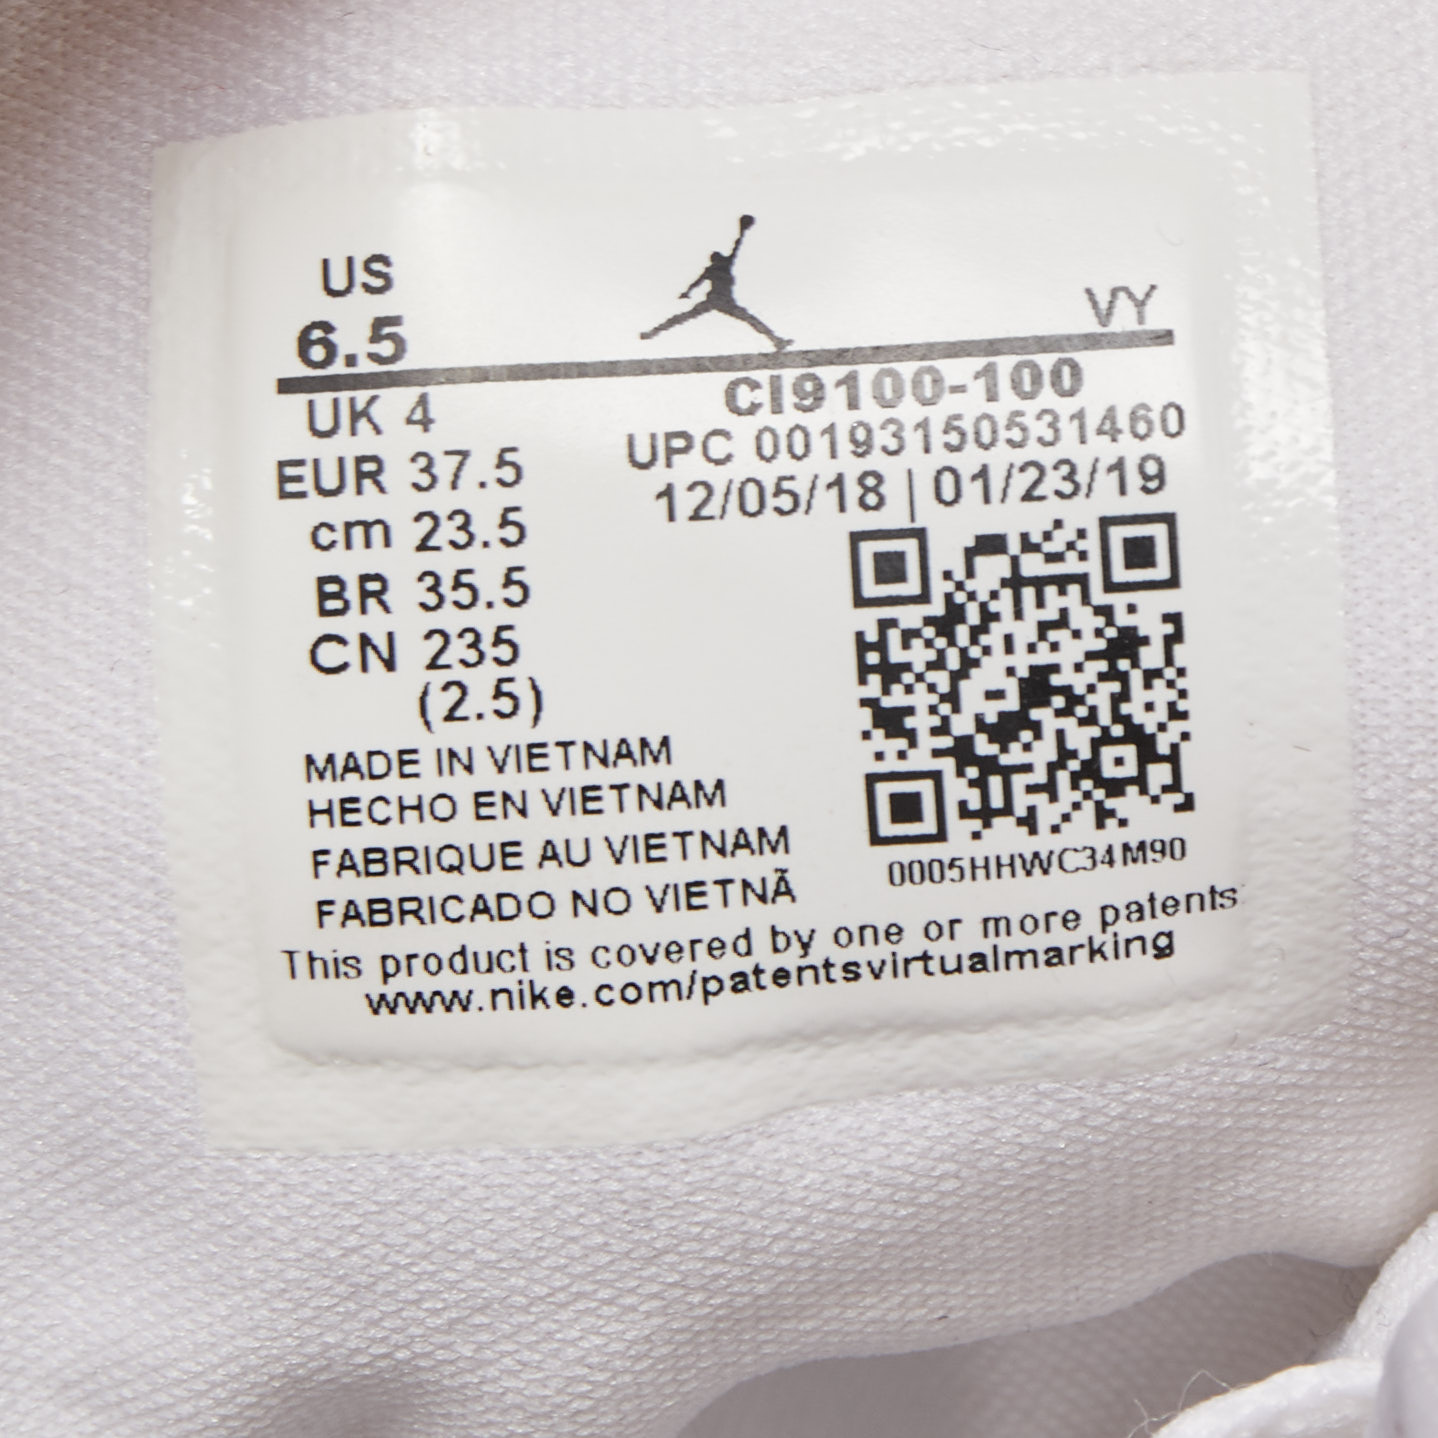 US
6.5
VY
UK 4
EUR 37.5
cm 23.5
BR 35.5
CN 235
(2.5)
CI9100-100
UPC 00193150531460
12/05/18 | 01/23/19
MADE IN VIETNAM
HECHO EN VIETNAM
FABRIQUE AU VIETNAM
FABRICADO NO VIETNÃ
0005HHWC34M90
This product is covered by one or more patents.
www.nike.com/patentsvirtualmarking